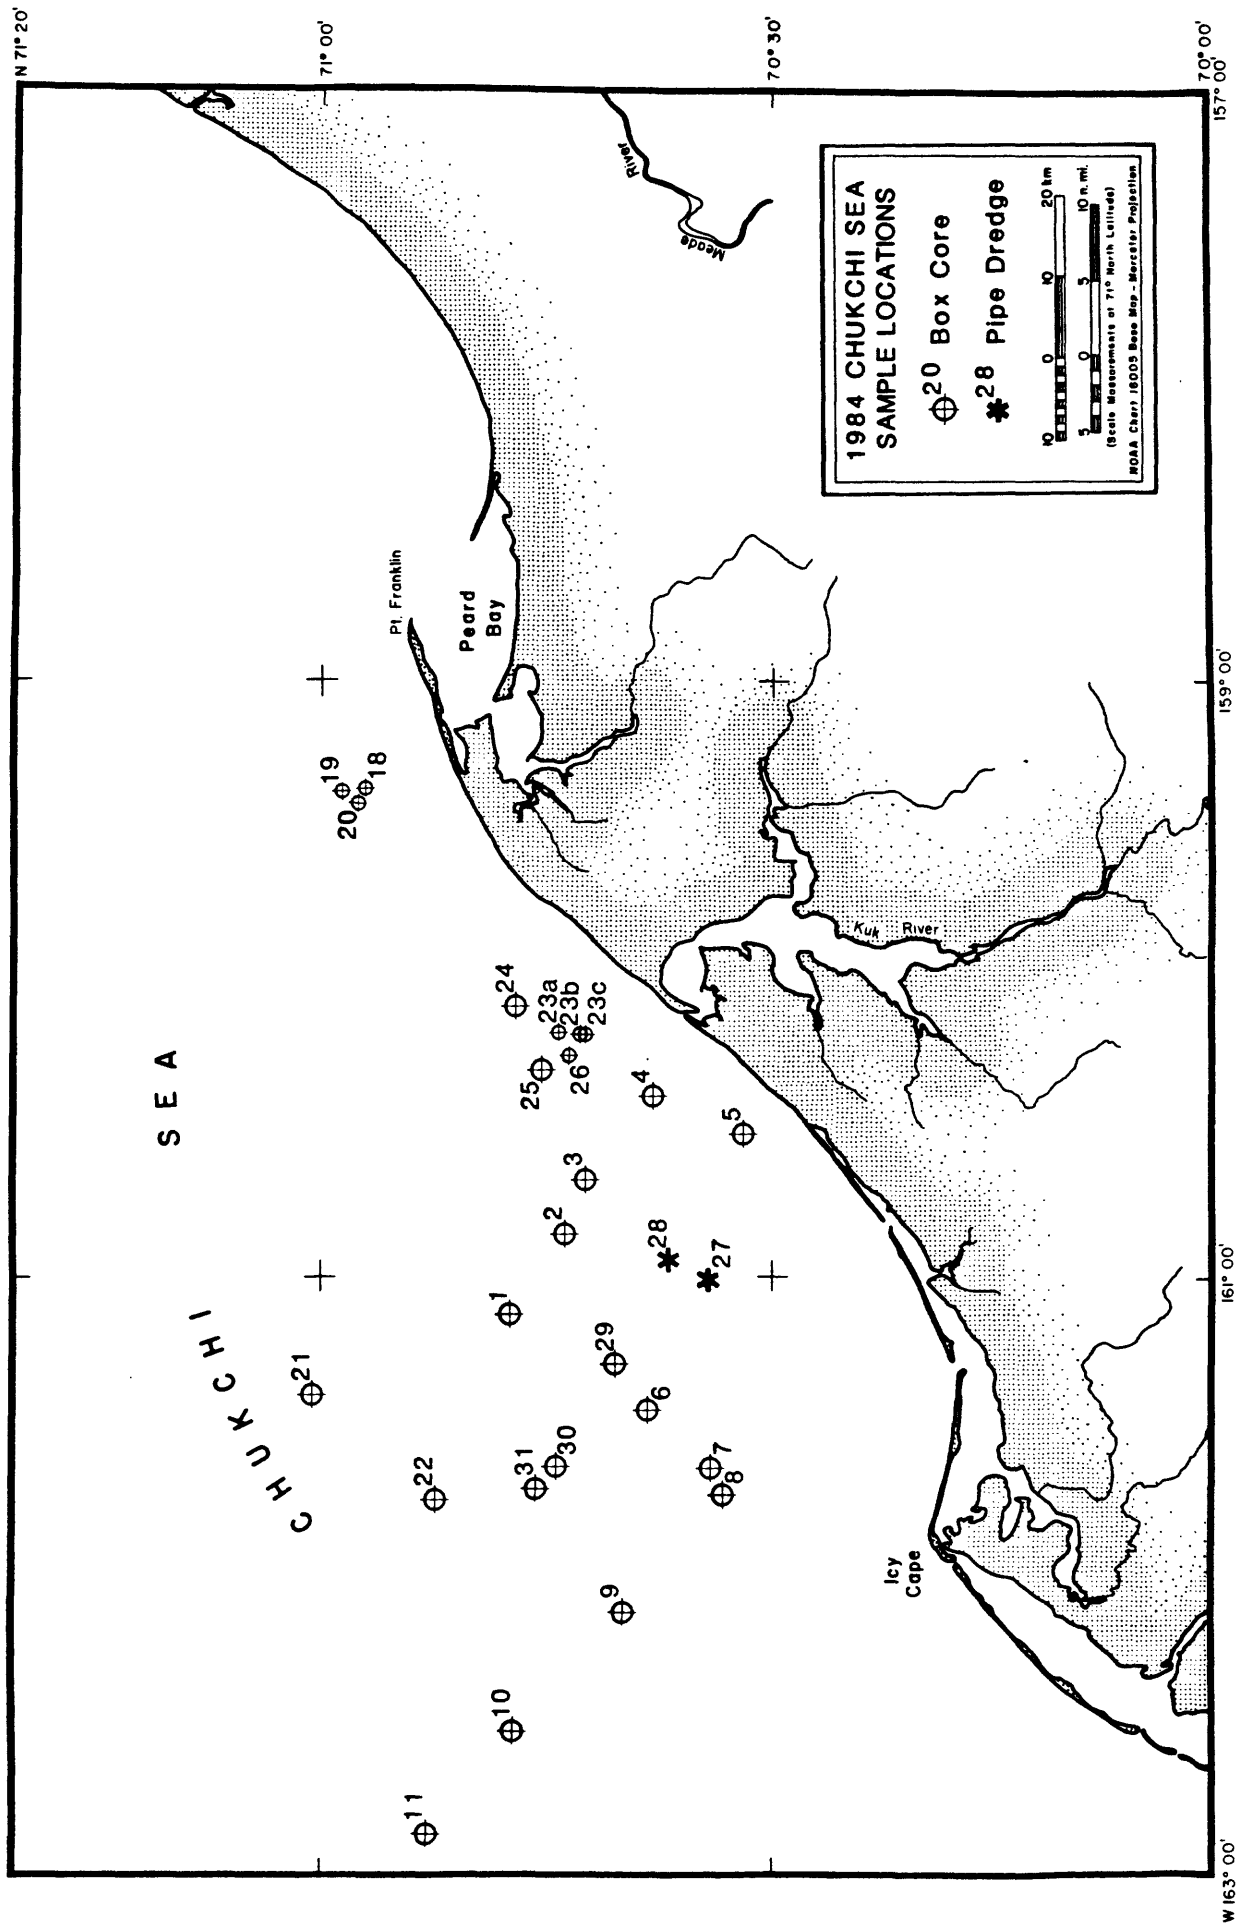 N 71° 20'
71° 00'
70° 30'
70° 00'
157° 00'
159° 00'
161° 00'
W 163° 00'
CHUKCHI
SEA
Pt. Franklin
Peard
Bay
River
Meade
Kuk River
Icy
Cape
19
18
20
24
23a
23b
23c
26
25
4
5
3
2
28
27
1
29
21
6
30
31
22
7
8
9
10
11
1984 CHUKCHI SEA
SAMPLE LOCATIONS
20 Box Core
28 Pipe Dredge
10 0 10 20 km
5 0 5 10 n. mi.
(Scale Measurements at 71° North Latitude)
NOAA Chart 16005 Base Map - Mercator Projection